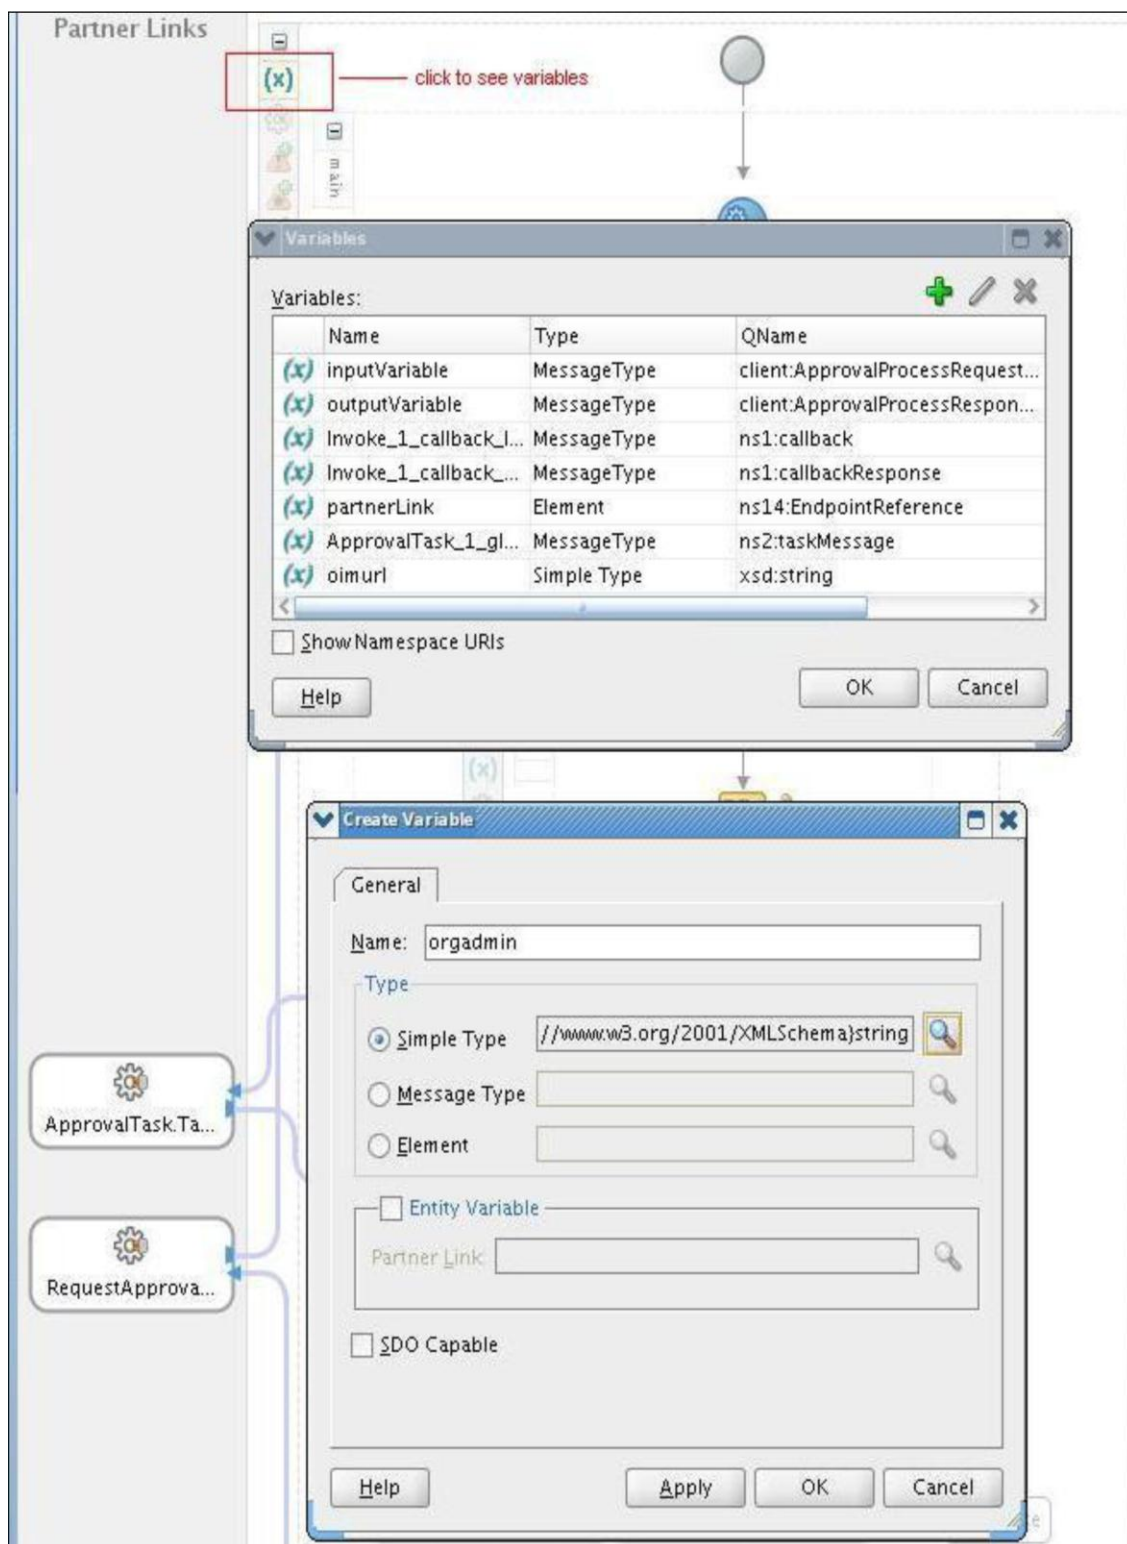 Partner Links
(x)
click to see variables
main
Variables
Variables:
Name Type QName
(x) inputVariable MessageType client:ApprovalProcessRequest...
(x) outputVariable MessageType client:ApprovalProcessRespon...
(x) Invoke_1_callback_I... MessageType ns1:callback
(x) Invoke_1_callback_... MessageType ns1:callbackResponse
(x) partnerLink Element ns14:EndpointReference
(x) ApprovalTask_1_gl... MessageType ns2:taskMessage
(x) oimurl Simple Type xsd:string
Show Namespace URIs
Help OK Cancel
(x)
Create Variable
General
Name: orgadmin
Type
Simple Type //www.w3.org/2001/XMLSchema}string
Message Type
Element
Entity Variable
Partner Link:
SDO Capable
Help Apply OK Cancel
ApprovalTask.Ta...
RequestApprova...